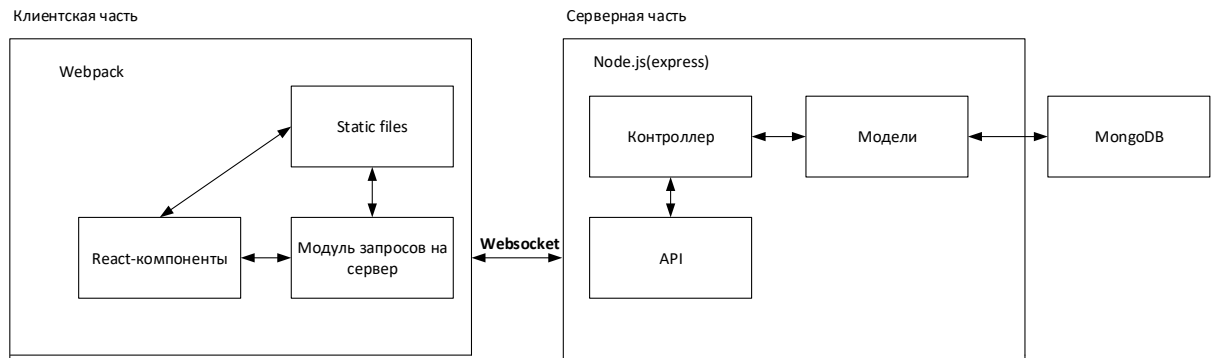 Клиентская часть
Серверная часть
Webpack
Node.js(express)
Static files
Контроллер
Модели
MongoDB
React-компоненты
Модуль запросов на
сервер
Websocket
API